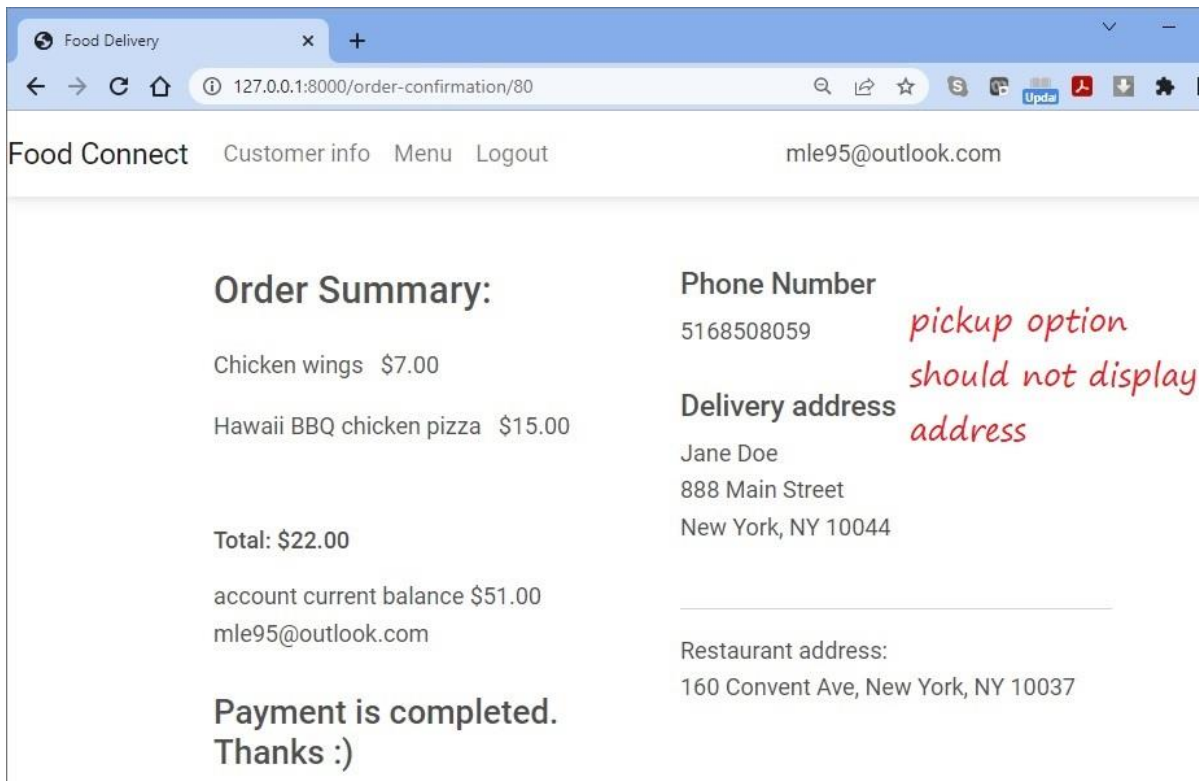 Food Delivery
127.0.0.1:8000/order-confirmation/80
Updat
Food Connect Customer info Menu Logout mle95@outlook.com
Order Summary:
Chicken wings $7.00
Hawaii BBQ chicken pizza $15.00
Total: $22.00
account current balance $51.00
mle95@outlook.com
Payment is completed.
Thanks :)
Phone Number
5168508059
Delivery address
Jane Doe
888 Main Street
New York, NY 10044
pickup option
should not display
address
Restaurant address:
160 Convent Ave, New York, NY 10037